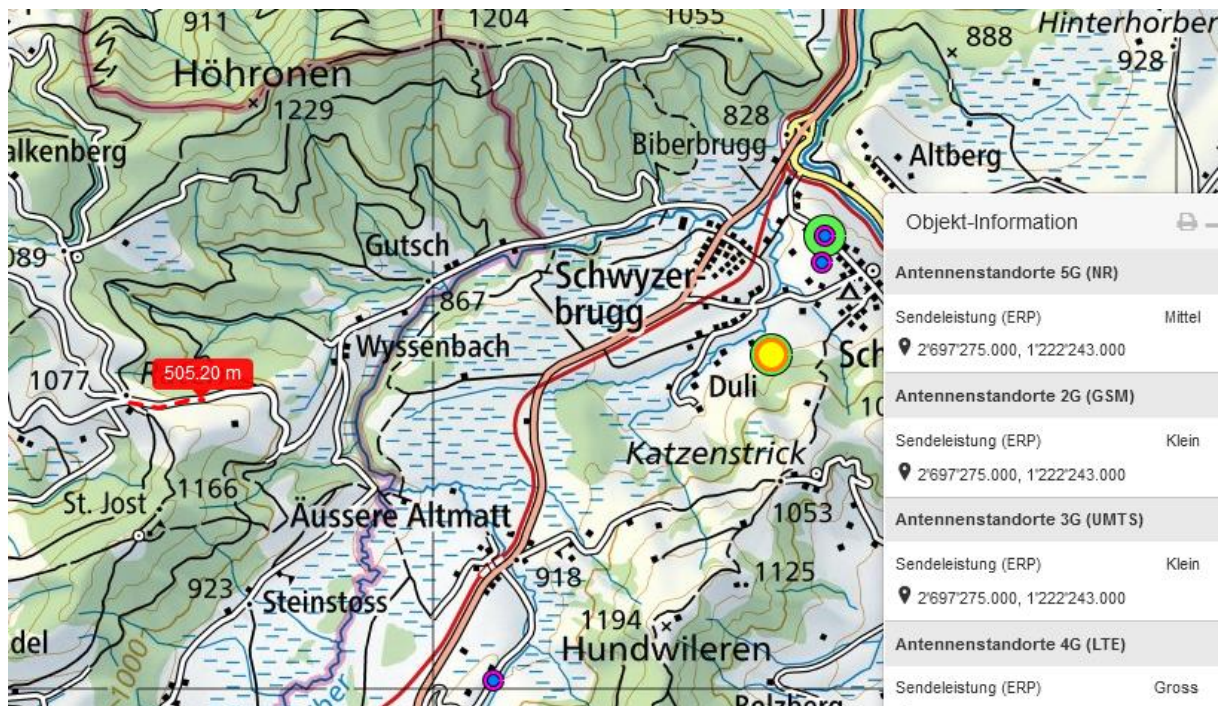 911
1204
1055
Hinterhorber
888
928
Höhronen
1229
828
Biberbrugg
alkenberg
Altberg
089
Gutsch
867
Schwyzer-
brugg
Wyssenbach
1077
505.20 m
Duli
Sch
10
Katzenstrick
St. Jost
1166
Äussere Altmatt
1053
923
Steinstoss
918
1125
1194
Hundwileren
del
1000
ber
Bolzberg
Objekt-Information
Antennenstandorte 5G (NR)
Sendeleistung (ERP) Mittel
2'697'275.000, 1'222'243.000
Antennenstandorte 2G (GSM)
Sendeleistung (ERP) Klein
2'697'275.000, 1'222'243.000
Antennenstandorte 3G (UMTS)
Sendeleistung (ERP) Klein
2'697'275.000, 1'222'243.000
Antennenstandorte 4G (LTE)
Sendeleistung (ERP) Gross